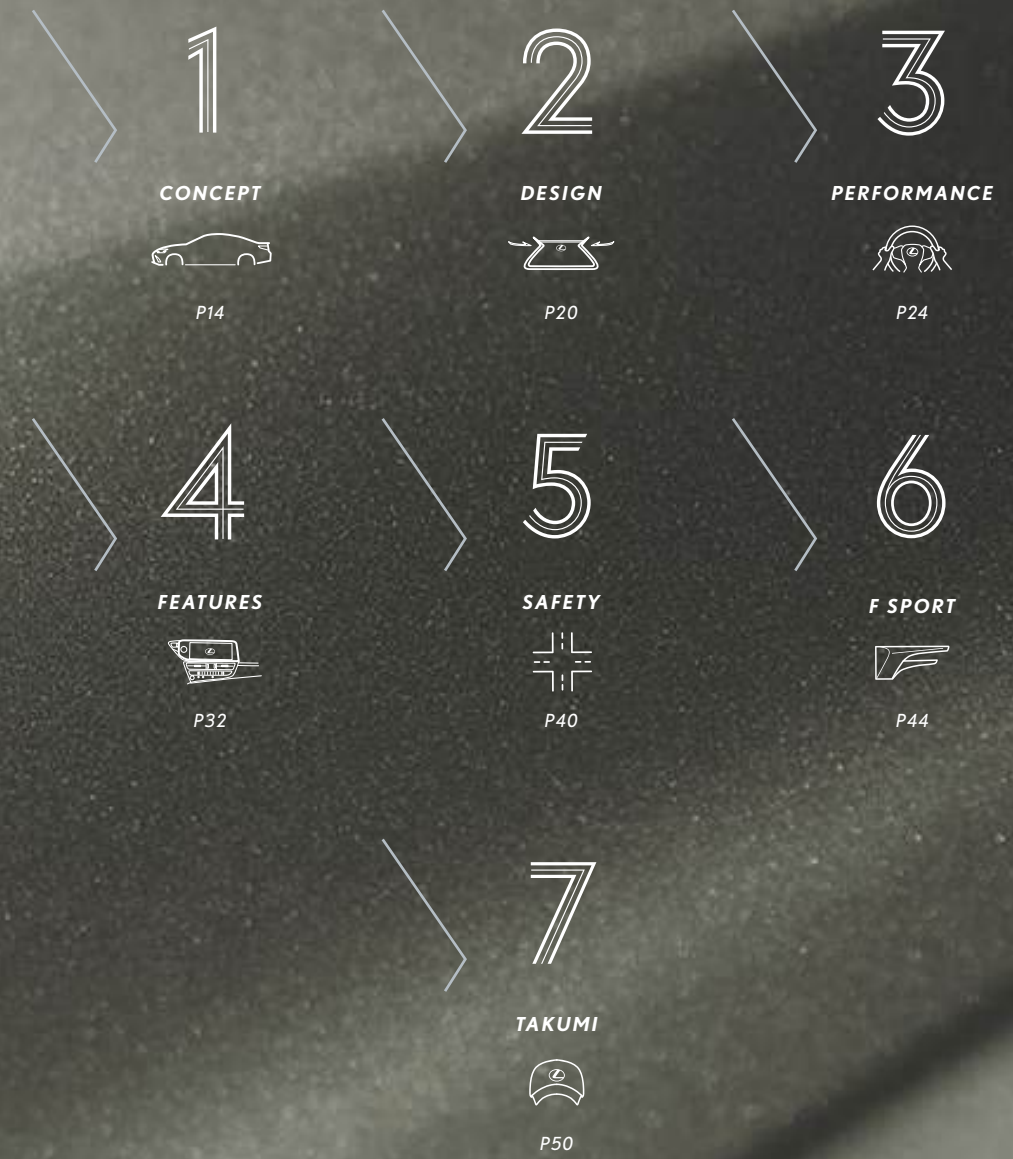 1
CONCEPT
P14
2
DESIGN
P20
3
PERFORMANCE
P24
4
FEATURES
P32
5
SAFETY
P40
6
F SPORT
P44
7
TAKUMI
P50